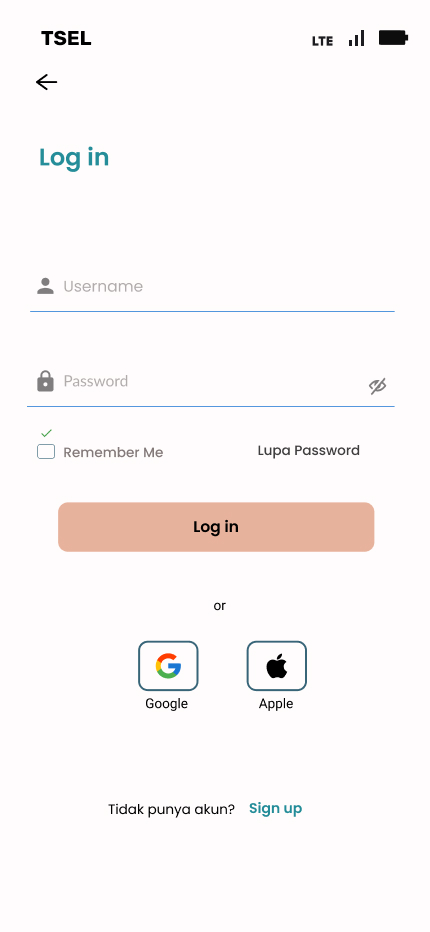 TSEL LTE
Log in
Username
Password
Remember Me Lupa Password
Log in
or
Google Apple
Tidak punya akun? Sign up